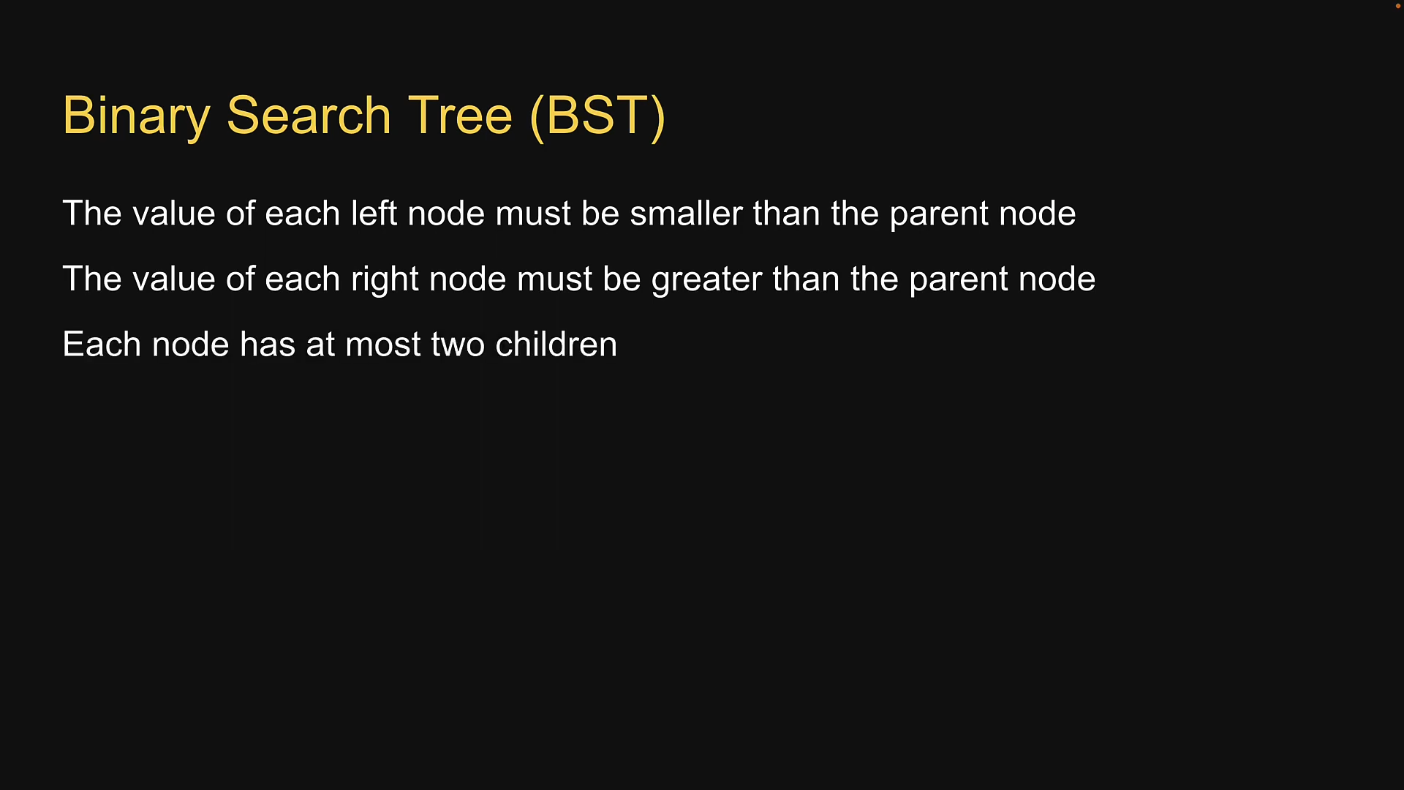 Binary Search Tree (BST)
The value of each left node must be smaller than the parent node
The value of each right node must be greater than the parent node
Each node has at most two children